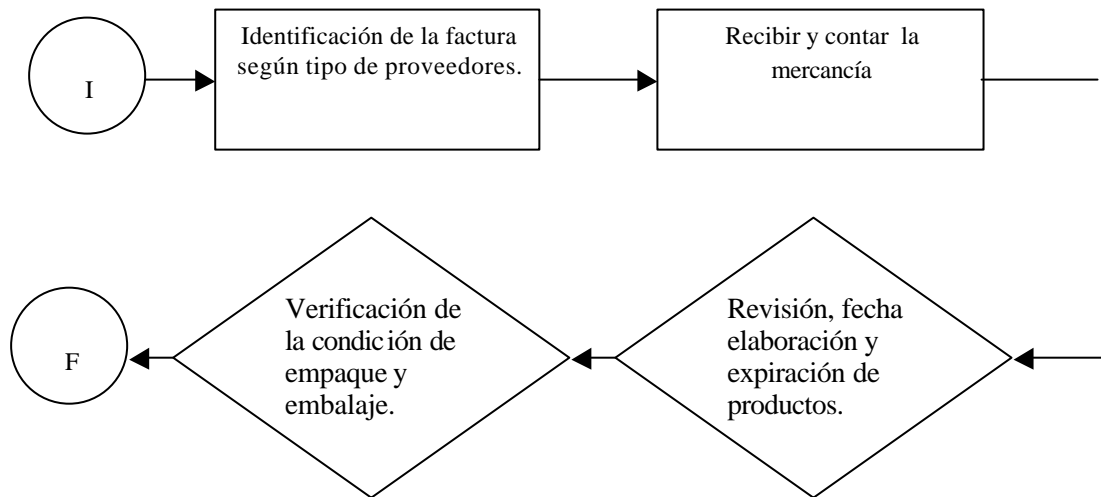 I
Identificación de la factura
según tipo de proveedores.
Recibir y contar la
mercancía
Revisión, fecha
elaboración y
expiración de
productos.
Verificación de
la condición de
empaque y
embalaje.
F